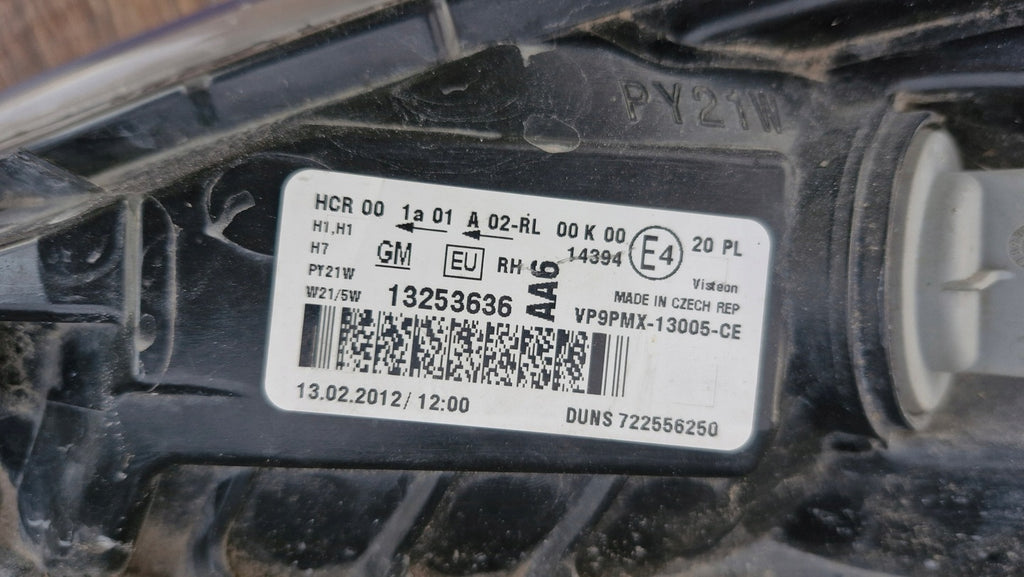 PY21W
HCR 00 1a 01 A 02-RL 00 K 00 E4 20 PL
H1,H1
H7
PY21W
W21/5W
GM EU RH AA6 14394
Visteon
MADE IN CZECH REP
13253636 VP9PMX-13005-CE
13.02.2012/ 12:00
DUNS 722556250